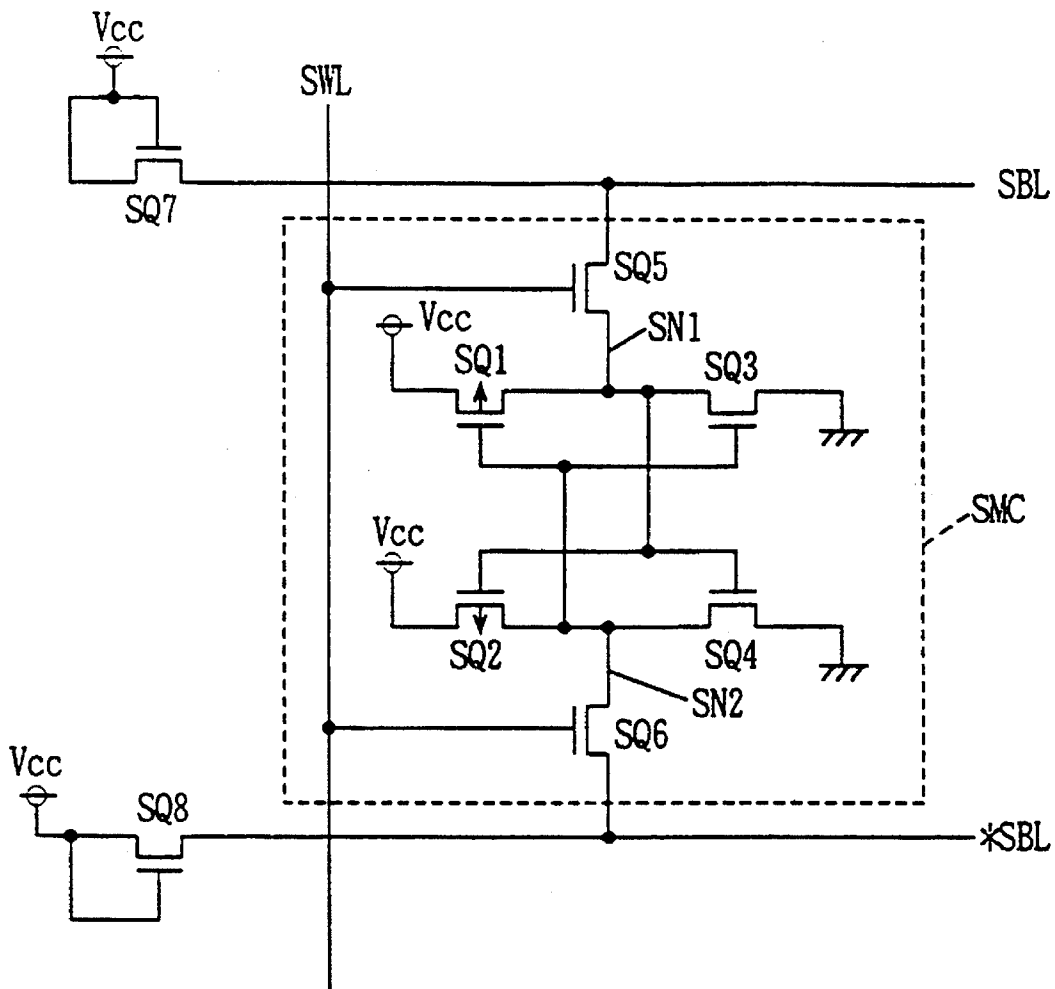 Vcc
SWL
SBL
SQ7
SQ5
Vcc
SN1
SQ1
SQ3
SMC
Vcc
SQ2
SQ4
SN2
SQ6
Vcc
SQ8
※SBL